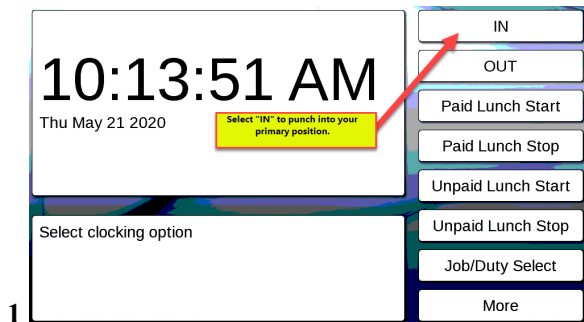 10:13:51 AM
Thu May 21 2020
Select "IN" to punch into your
primary position.
Select clocking option
IN
OUT
Paid Lunch Start
Paid Lunch Stop
Unpaid Lunch Start
Unpaid Lunch Stop
Job/Duty Select
More
1